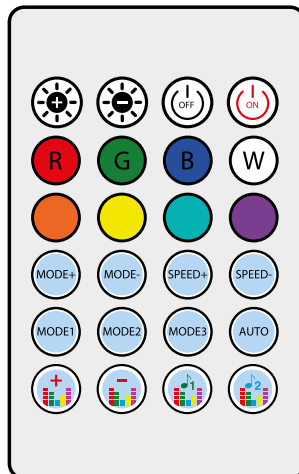 + - OFF ON
R G B W
MODE+ MODE- SPEED+ SPEED-
MODE1 MODE2 MODE3 AUTO
+ - 1 2